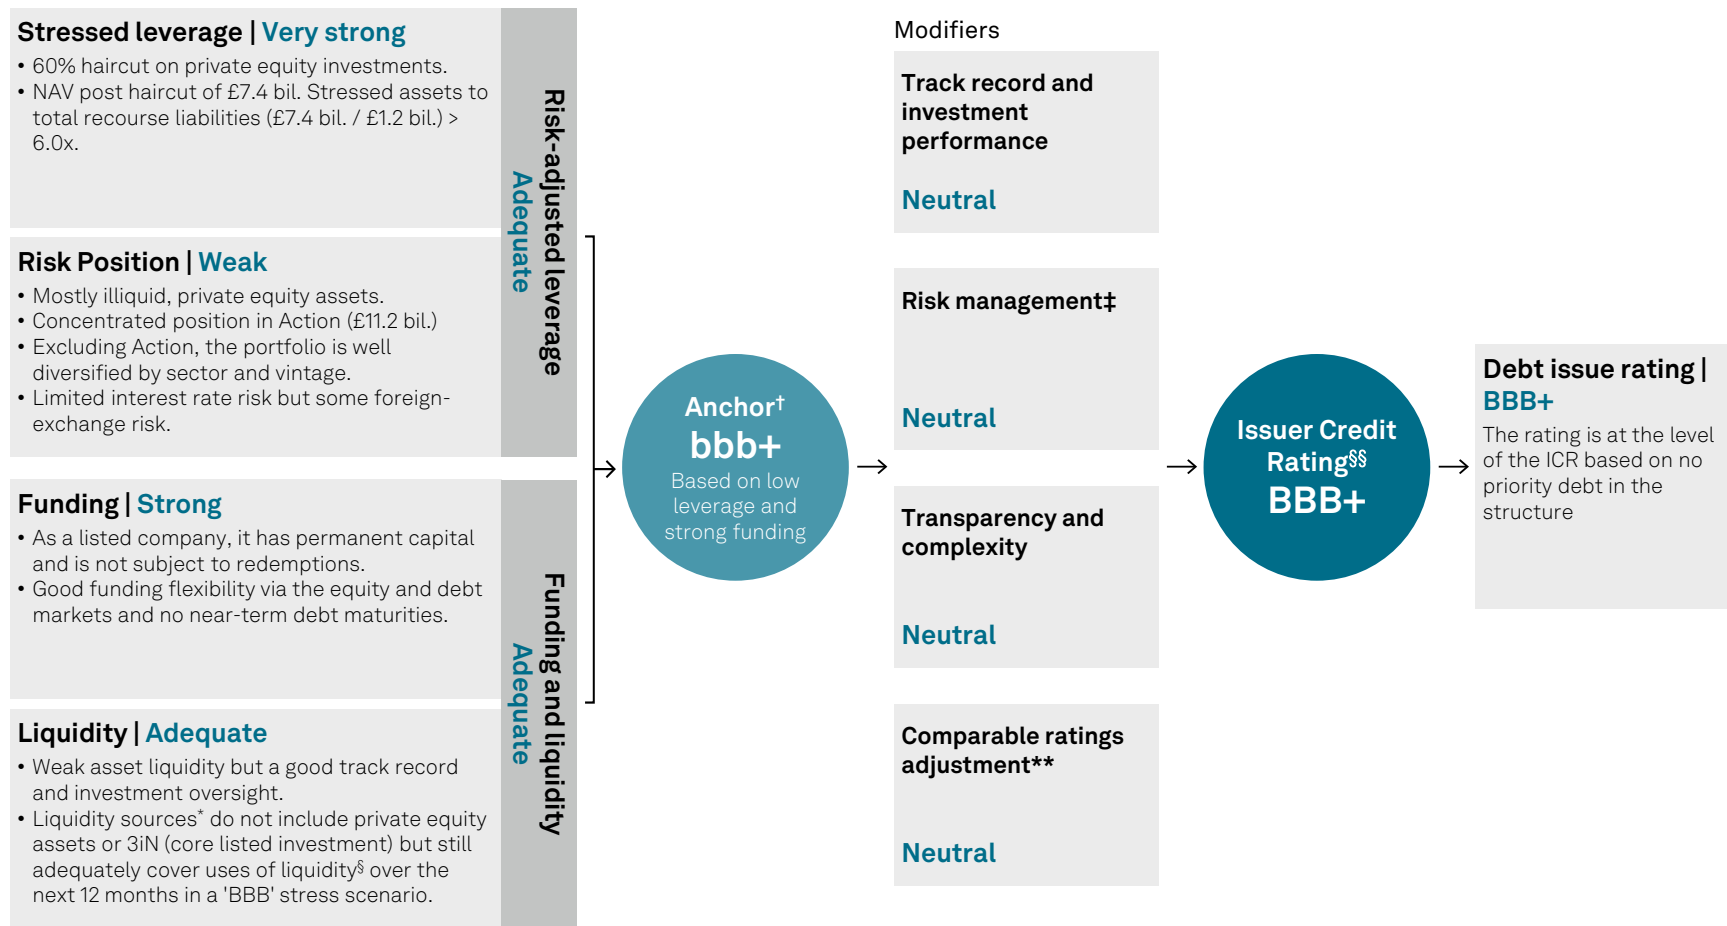 Stressed leverage | Very strong
• 60% haircut on private equity investments.
• NAV post haircut of £7.4 bil. Stressed assets to
total recourse liabilities (£7.4 bil. / £1.2 bil.) >
6.0x.
Risk Position | Weak
• Mostly illiquid, private equity assets.
• Concentrated position in Action (£11.2 bil.)
• Excluding Action, the portfolio is well
diversified by sector and vintage.
• Limited interest rate risk but some foreign-
exchange risk.
Risk-adjusted leverage
Adequate
Funding | Strong
• As a listed company, it has permanent capital
and is not subject to redemptions.
• Good funding flexibility via the equity and debt
markets and no near-term debt maturities.
Liquidity | Adequate
• Weak asset liquidity but a good track record
and investment oversight.
• Liquidity sources* do not include private equity
assets or 3iN (core listed investment) but still
adequately cover uses of liquidity§ over the
next 12 months in a 'BBB' stress scenario.
Funding and liquidity
Adequate
Anchor†
bbb+
Based on low
leverage and
strong funding
Modifiers
Track record and
investment
performance
Neutral
Risk management‡
Neutral
Transparency and
complexity
Neutral
Comparable ratings
adjustment**
Neutral
Issuer Credit
Rating§§
BBB+
Debt issue rating |
BBB+
The rating is at the level
of the ICR based on no
priority debt in the
structure